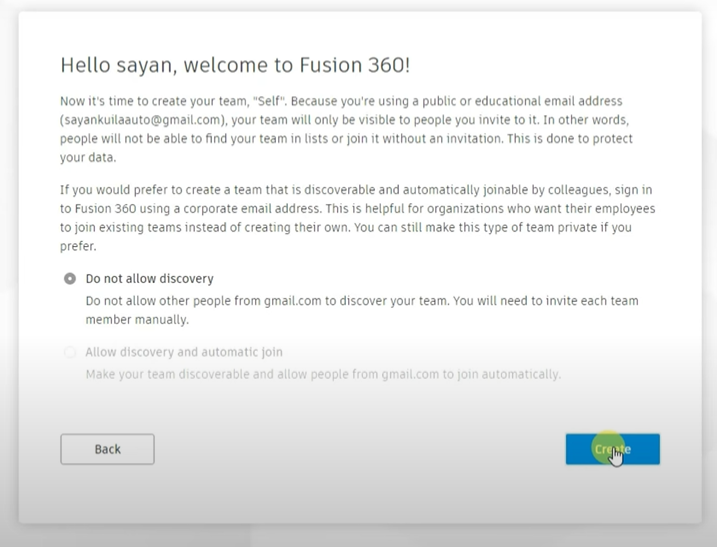 Hello sayan, welcome to Fusion 360!
Now it's time to create your team, "Self". Because you're using a public or educational email address
(sayankuilaauto@gmail.com), your team will only be visible to people you invite to it. In other words,
people will not be able to find your team in lists or join it without an invitation. This is done to protect
your data.
If you would prefer to create a team that is discoverable and automatically joinable by colleagues, sign in
to Fusion 360 using a corporate email address. This is helpful for organizations who want their employees
to join existing teams instead of creating their own. You can still make this type of team private if you
prefer.
Do not allow discovery
Do not allow other people from gmail.com to discover your team. You will need to invite each team
member manually.
Allow discovery and automatic join
Make your team discoverable and allow people from gmail.com to join automatically.
Back
Create